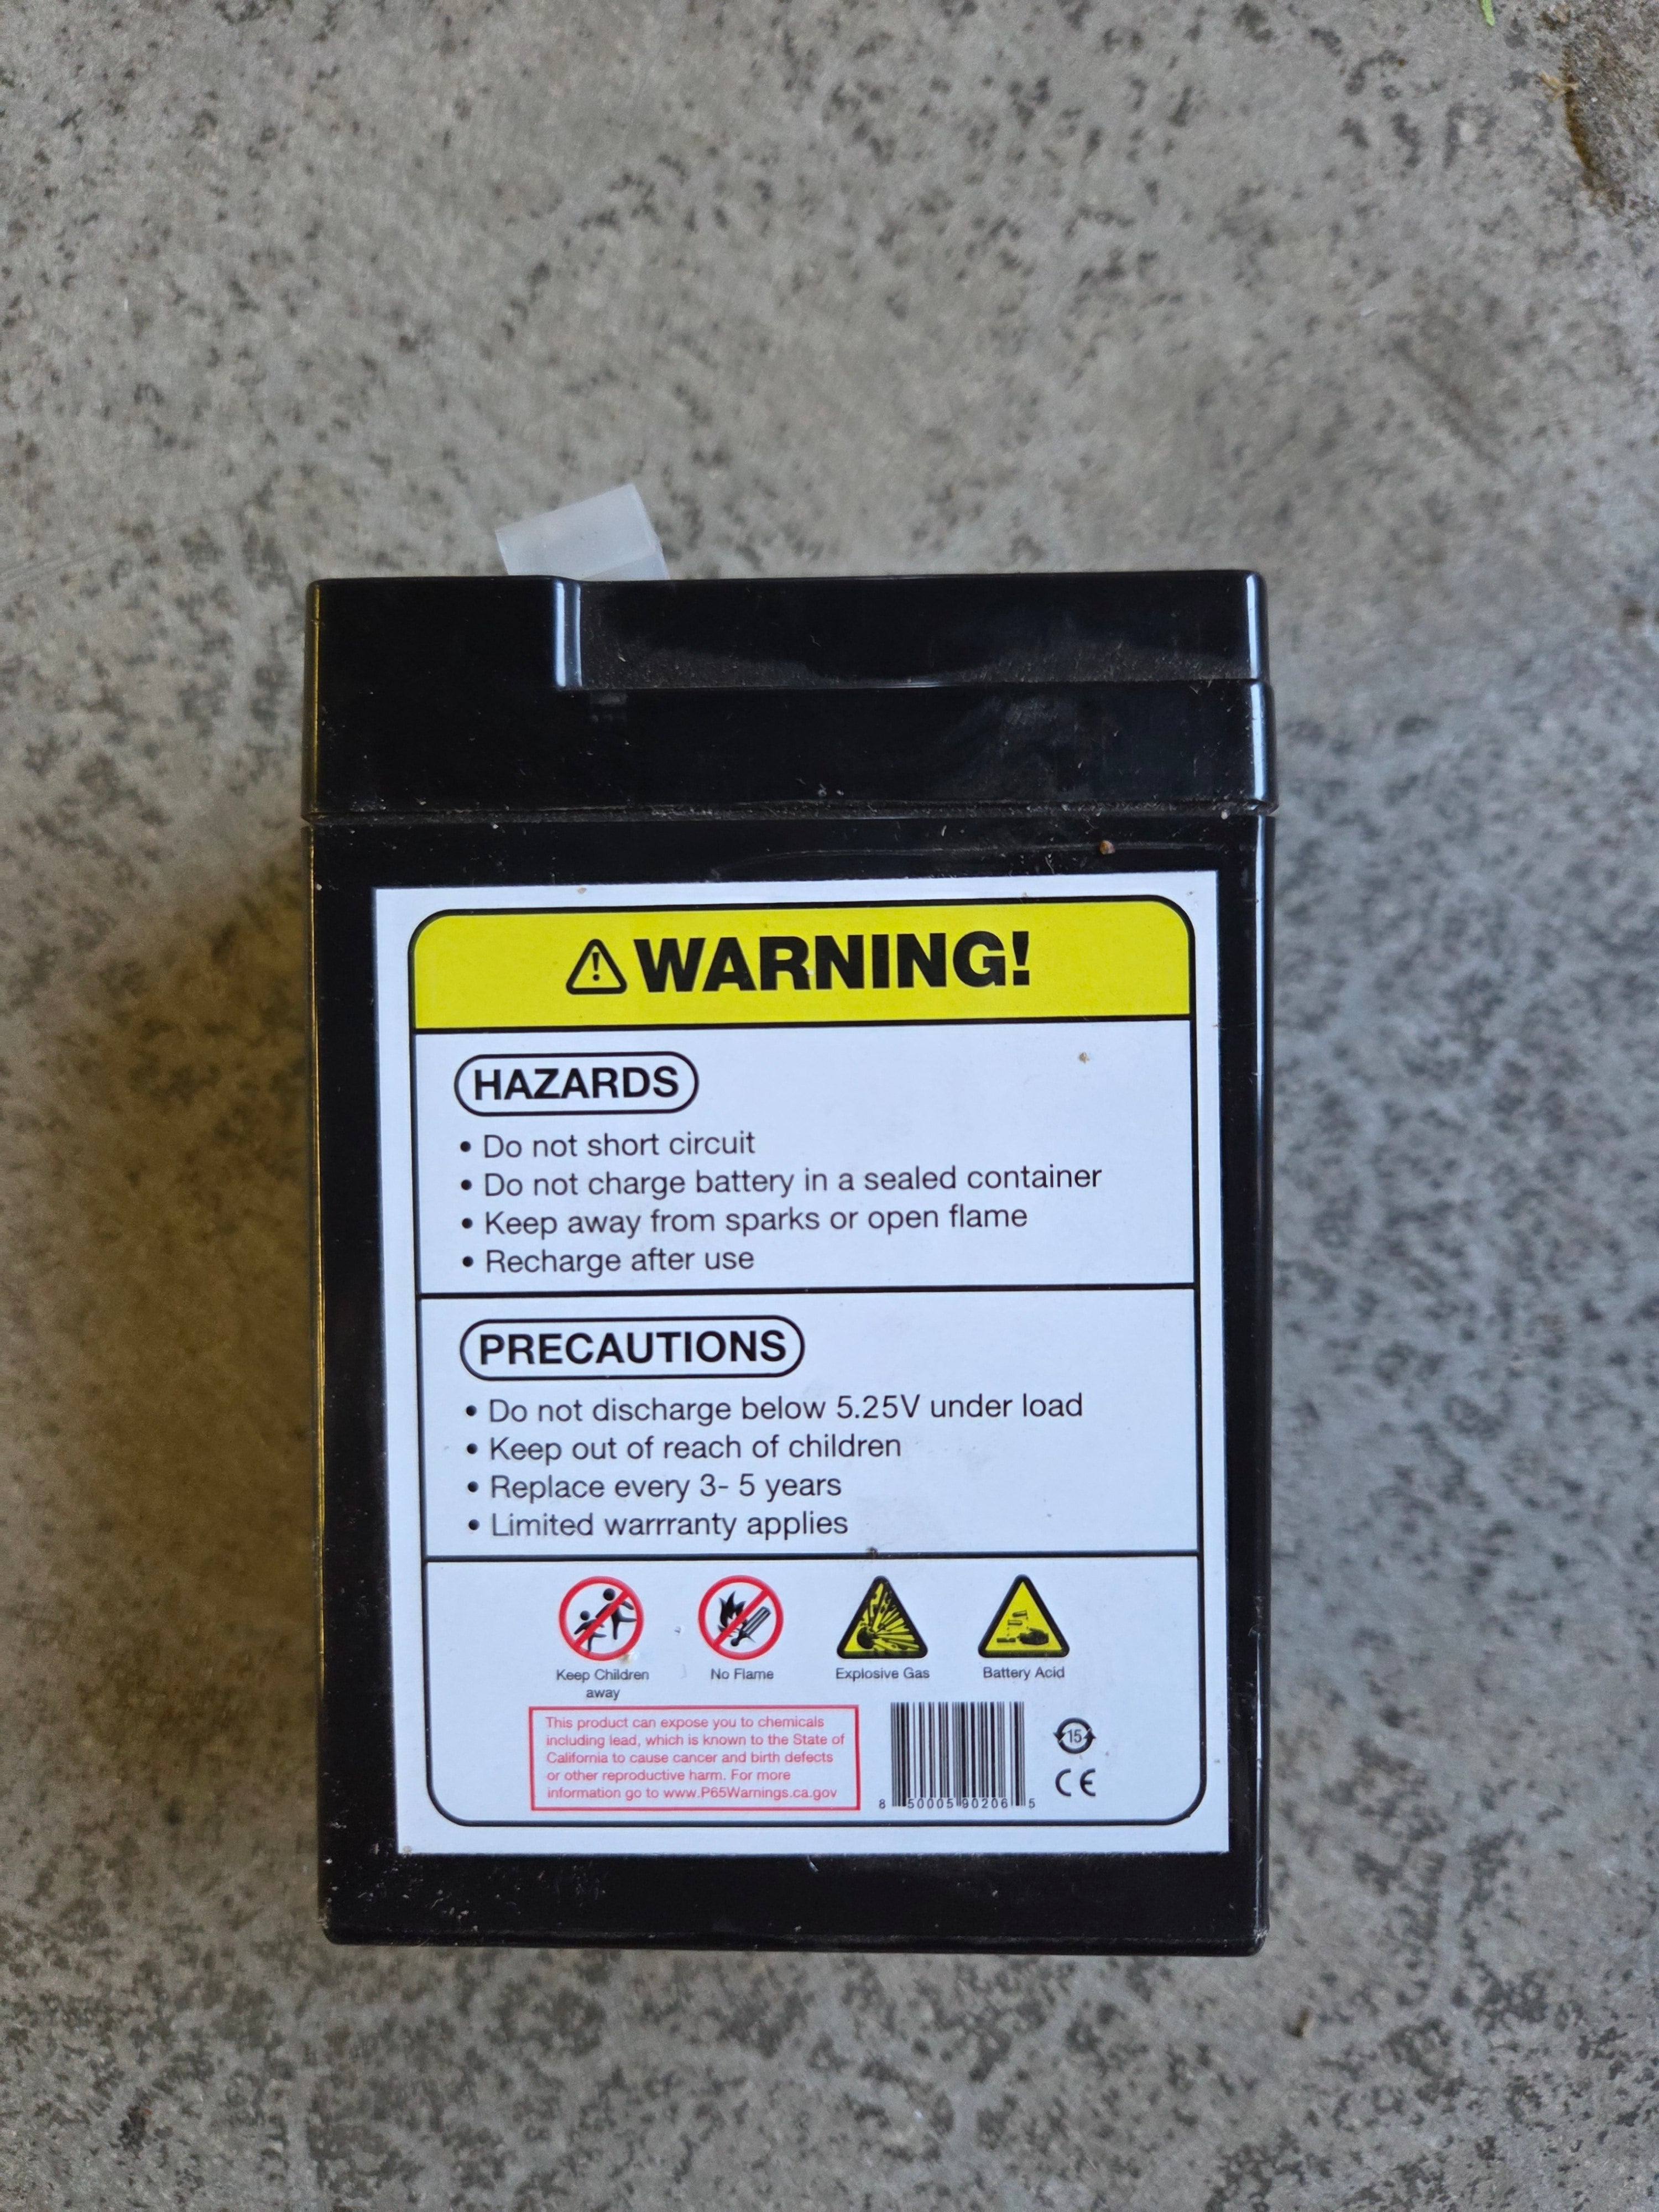 WARNING!
HAZARDS
• Do not short circuit
• Do not charge battery in a sealed container
• Keep away from sparks or open flame
• Recharge after use
PRECAUTIONS
• Do not discharge below 5.25V under load
• Keep out of reach of children
• Replace every 3- 5 years
• Limited warrranty applies
Keep Children
away
No Flame
Explosive Gas
Battery Acid
This product can expose you to chemicals
including lead, which is known to the State of
California to cause cancer and birth defects
or other reproductive harm. For more
information go to www.P65Warnings.ca.gov
8 50005 90206 5
15
CE